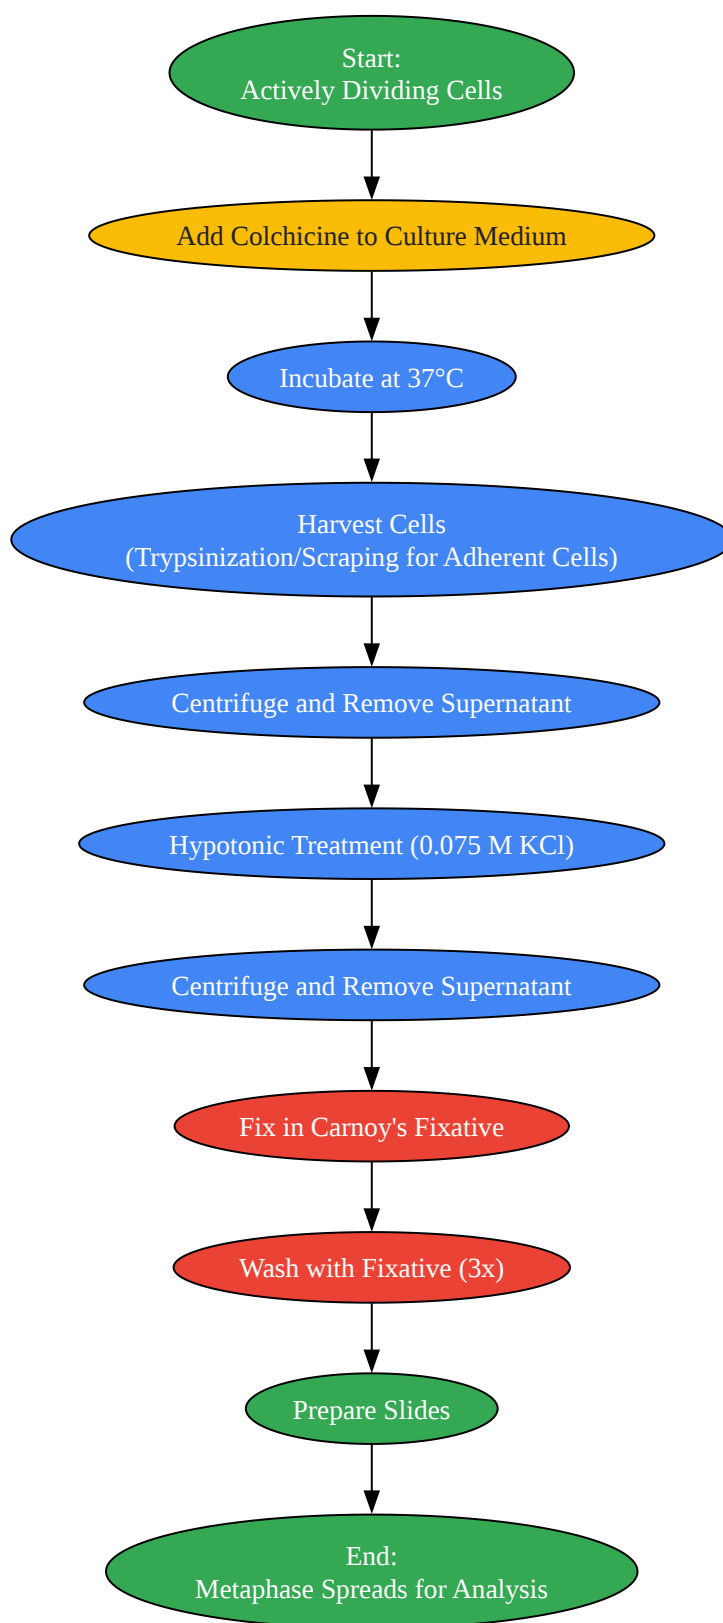 Start:
Actively Dividing Cells
Add Colchicine to Culture Medium
Incubate at 37°C
Harvest Cells
(Trypsinization/Scraping for Adherent Cells)
Centrifuge and Remove Supernatant
Hypotonic Treatment (0.075 M KCl)
Centrifuge and Remove Supernatant
Fix in Carnoy's Fixative
Wash with Fixative (3x)
Prepare Slides
End:
Metaphase Spreads for Analysis